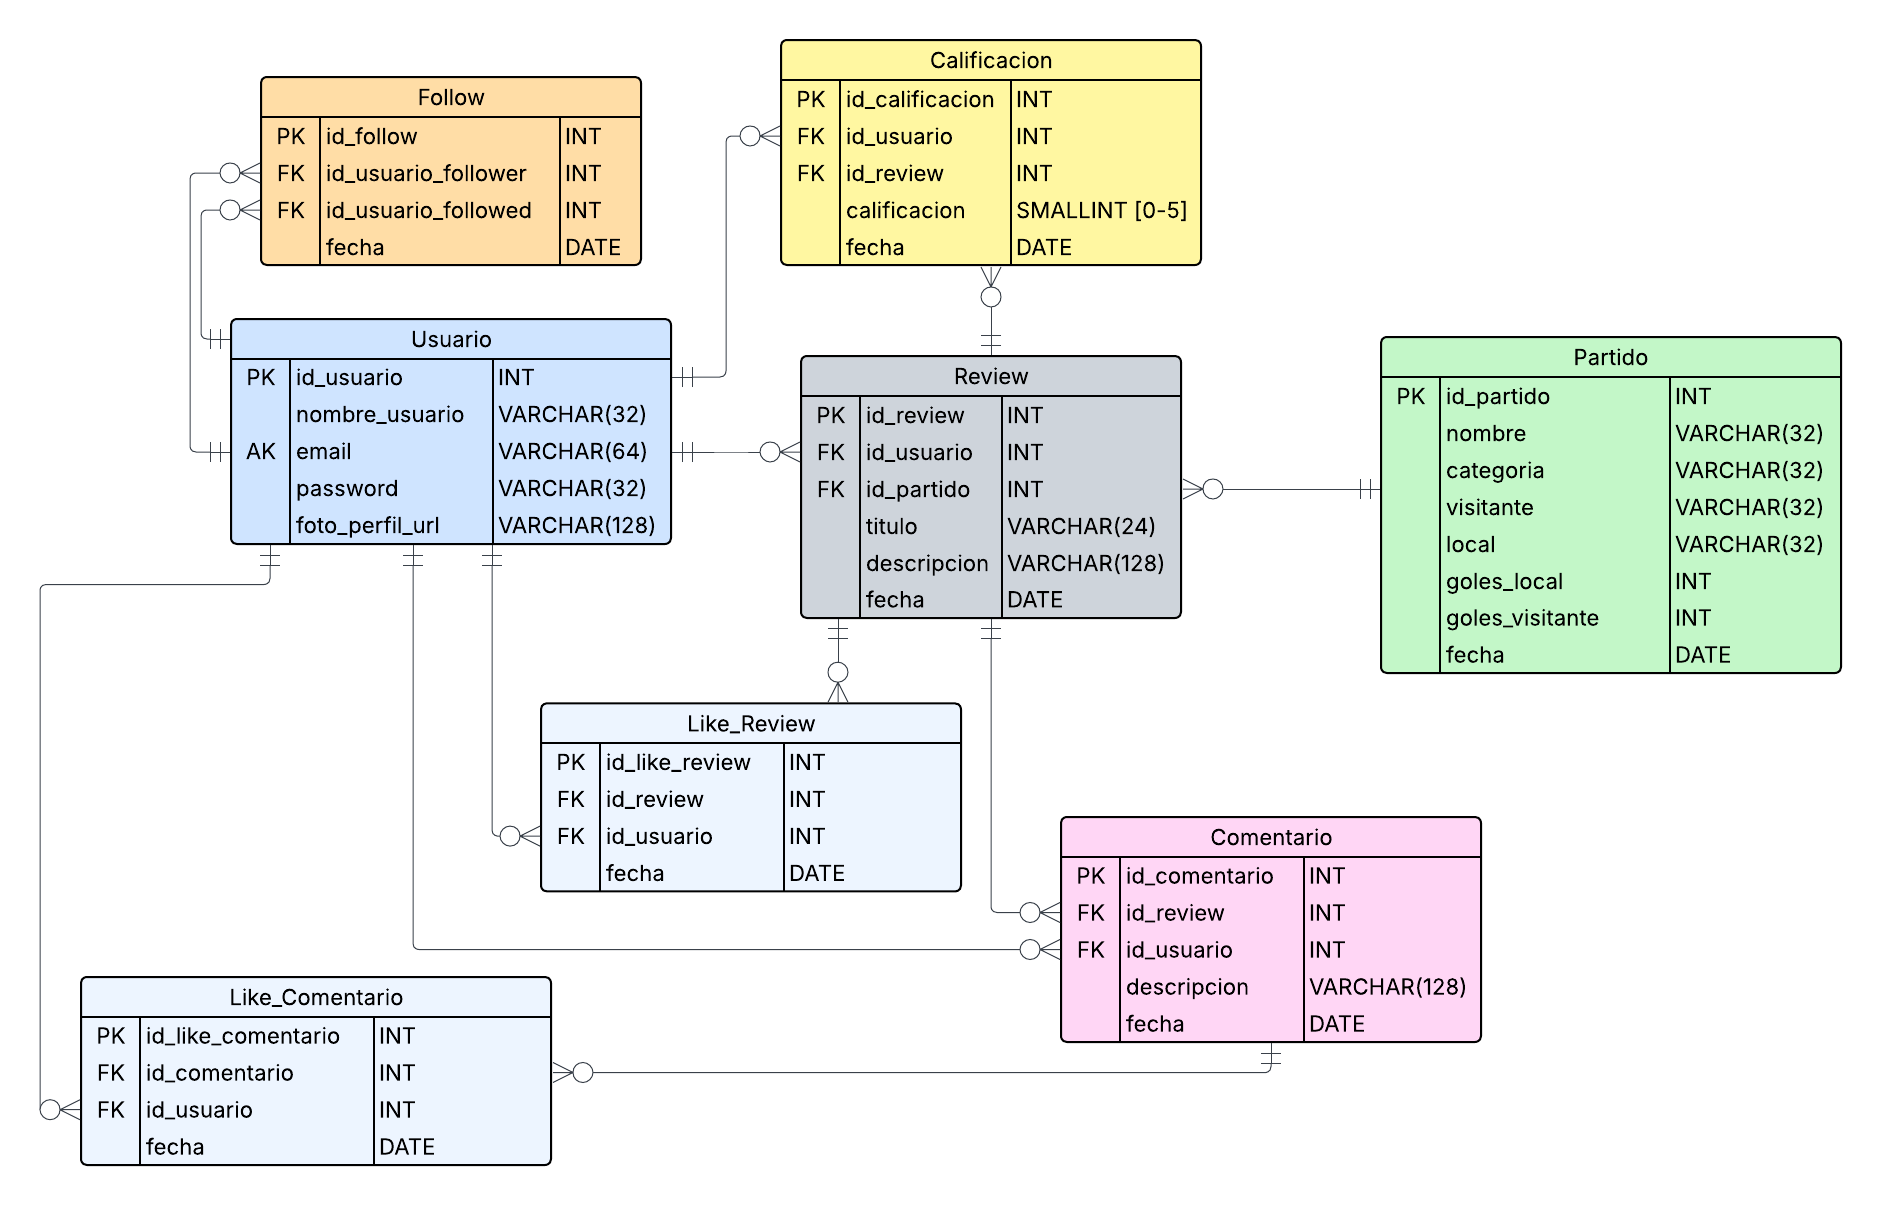 Follow
PK id_follow INT
FK id_usuario_follower INT
FK id_usuario_followed INT
fecha DATE
Calificacion
PK id_calificacion INT
FK id_usuario INT
FK id_review INT
calificacion SMALLINT [0-5]
fecha DATE
Usuario
PK id_usuario INT
nombre_usuario VARCHAR(32)
AK email VARCHAR(64)
password VARCHAR(32)
foto_perfil_url VARCHAR(128)
Review
PK id_review INT
FK id_usuario INT
FK id_partido INT
titulo VARCHAR(24)
descripcion VARCHAR(128)
fecha DATE
Partido
PK id_partido INT
nombre VARCHAR(32)
categoria VARCHAR(32)
visitante VARCHAR(32)
local VARCHAR(32)
goles_local INT
goles_visitante INT
fecha DATE
Like_Review
PK id_like_review INT
FK id_review INT
FK id_usuario INT
fecha DATE
Comentario
PK id_comentario INT
FK id_review INT
FK id_usuario INT
descripcion VARCHAR(128)
fecha DATE
Like_Comentario
PK id_like_comentario INT
FK id_comentario INT
FK id_usuario INT
fecha DATE